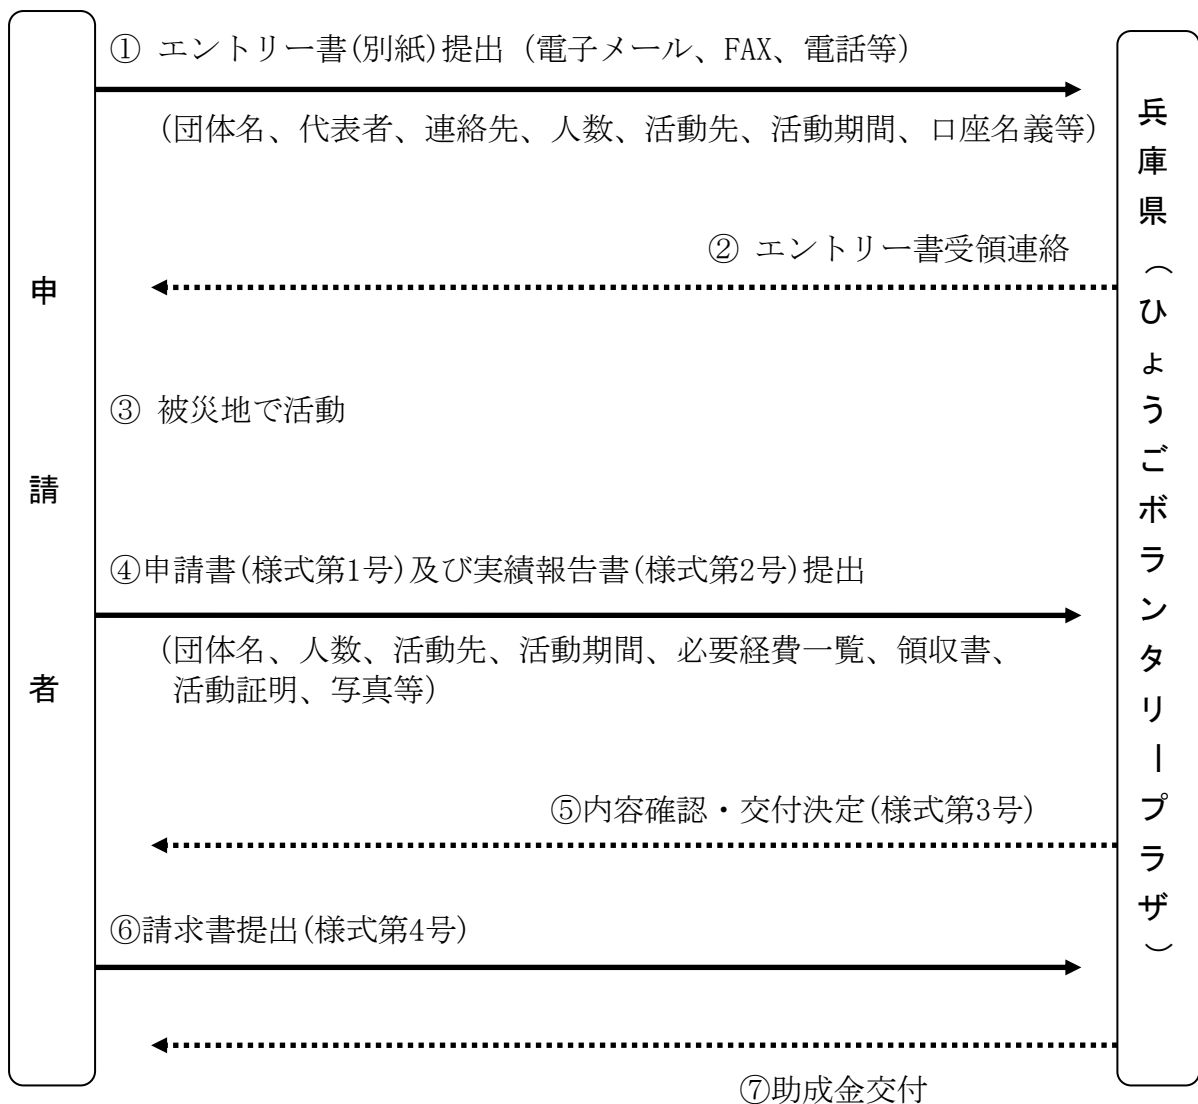 ① エントリー書(別紙)提出 (電子メール、FAX、電話等)
(団体名、代表者、連絡先、人数、活動先、活動期間、口座名義等)
② エントリー書受領連絡
申請者
③ 被災地で活動
④申請書(様式第1号)及び実績報告書(様式第2号)提出
(団体名、人数、活動先、活動期間、必要経費一覧、領収書、
活動証明、写真等)
⑤内容確認・交付決定(様式第3号)
⑥請求書提出(様式第4号)
⑦助成金交付
兵庫県(ひょうごボランタリープラザ)